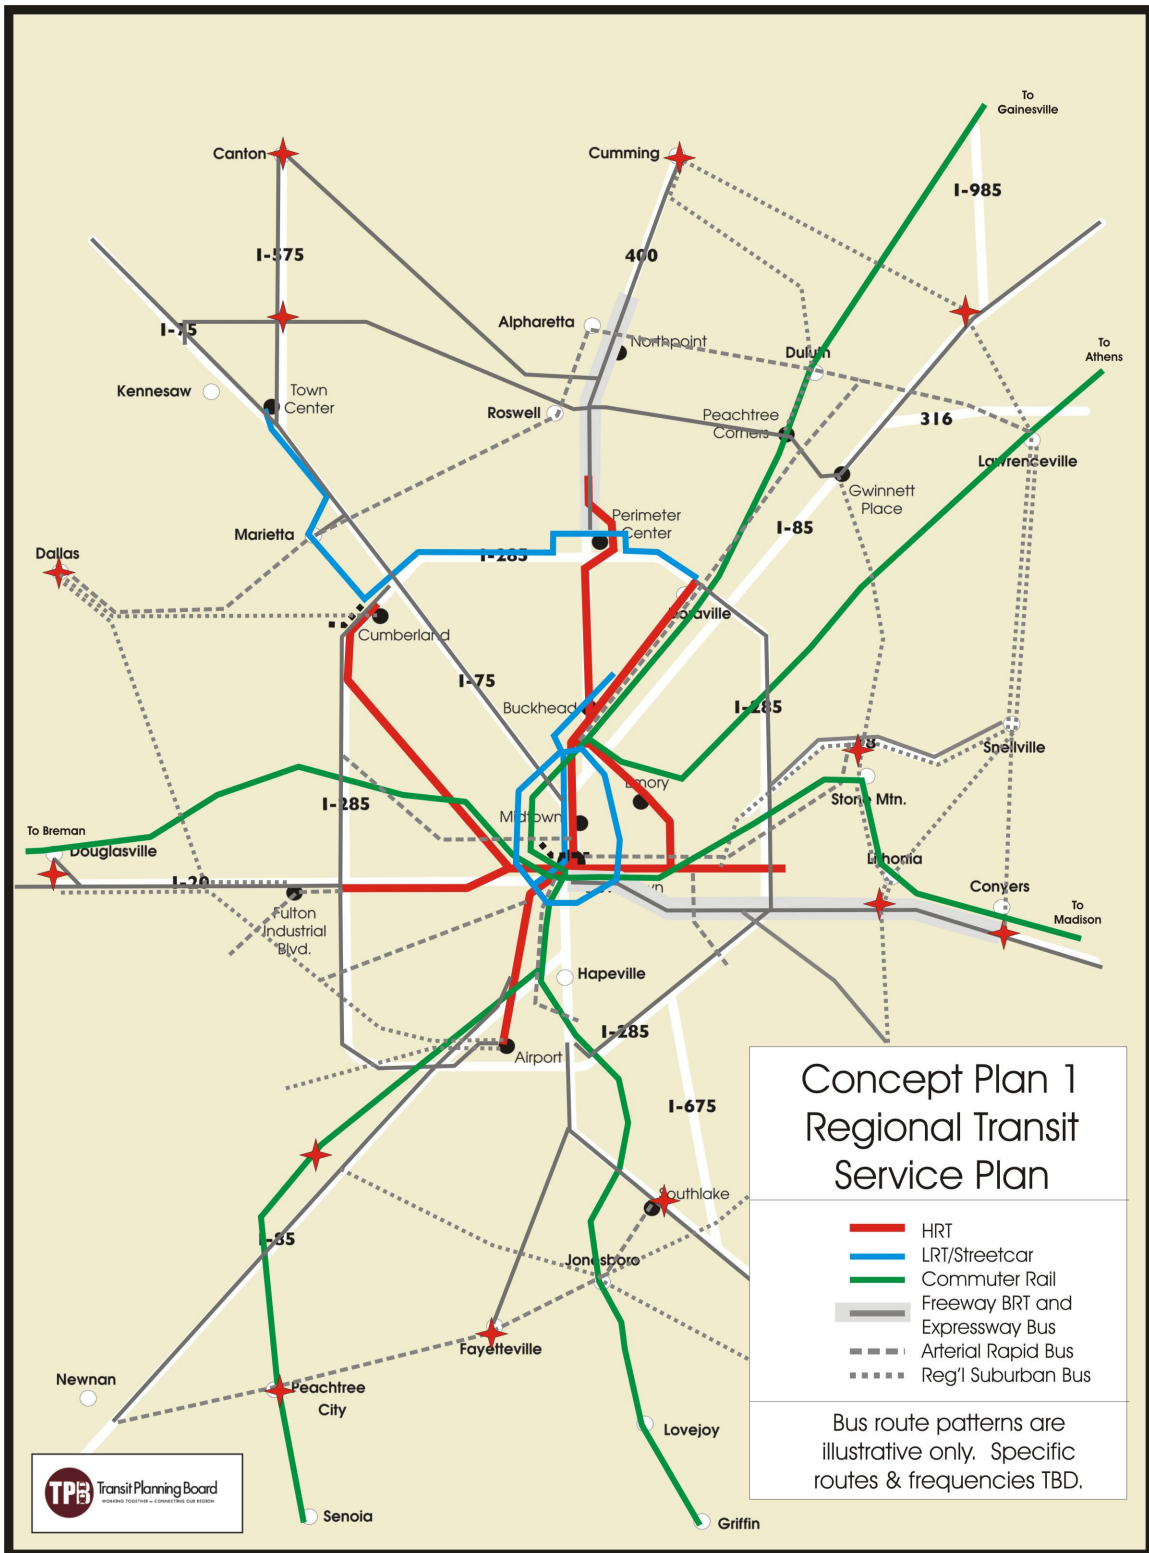 To
Gainesville
Canton
Cumming
I-985
I-575
400
Alpharetta
I-75
Northpoint
Duluth
To
Athens
Kennesaw
Town
Center
Roswell
Peachtree
Corners
316
Lawrenceville
Gwinnett
Place
Perimeter
Center
I-85
Marietta
I-285
Dallas
Doraville
Cumberland
I-75
Buckhead
I-285
Snellville
Emory
Stone Mtn.
I-285
Midtown
To Breman
Douglasville
Lithonia
I-20
Conyers
To
Madison
Fulton
Industrial
Blvd.
Hapeville
I-285
Airport
I-675
Southlake
I-85
Jonesboro
Fayetteville
Newnan
Peachtree
City
Lovejoy
Senoia
Griffin
Concept Plan 1
Regional Transit
Service Plan
HRT
LRT/Streetcar
Commuter Rail
Freeway BRT and
Expressway Bus
Arterial Rapid Bus
Reg'l Suburban Bus
Bus route patterns are
illustrative only.  Specific
routes & frequencies TBD.
TPB Transit Planning Board
WORKING TOGETHER – CONNECTING OUR REGION